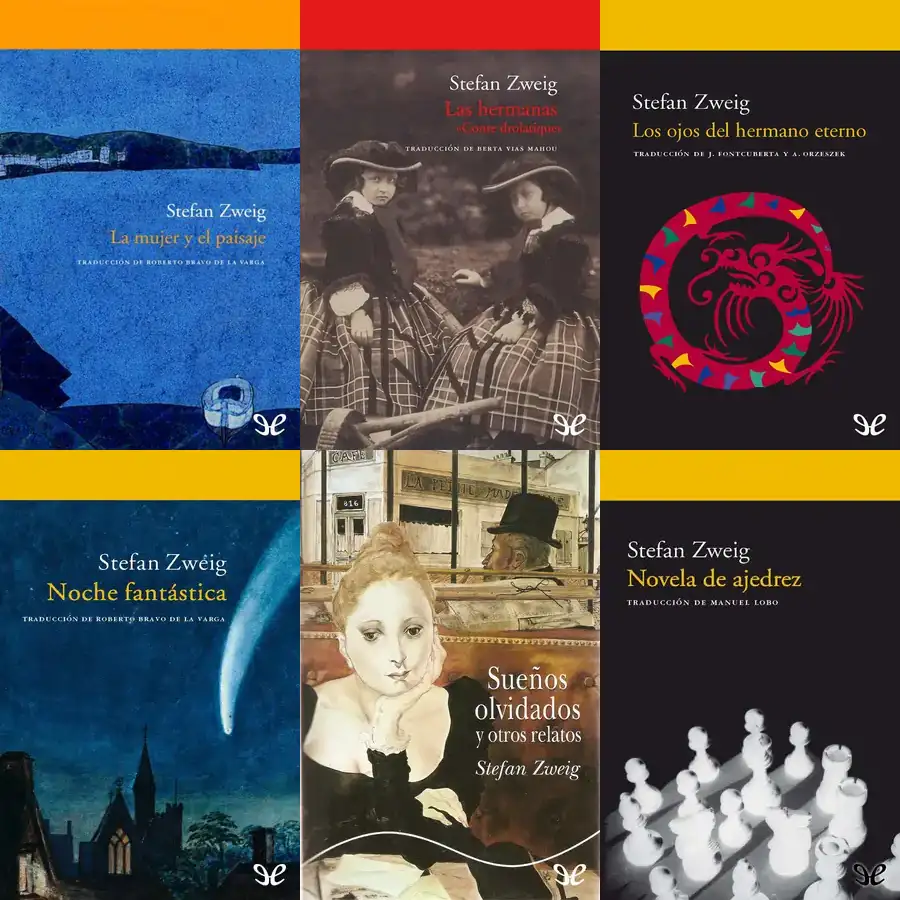 Stefan Zweig
La mujer y el paisaje
TRADUCCIÓN DE ROBERTO BRAVO DE LA VARGA
Stefan Zweig
Las hermanas
«Conte drolatique»
TRADUCCIÓN DE BERTA VIAS MAHOU
Stefan Zweig
Los ojos del hermano eterno
TRADUCCIÓN DE J. FONTCUBERTA Y A. ORZESZEK
Stefan Zweig
Noche fantástica
TRADUCCIÓN DE ROBERTO BRAVO DE LA VARGA
CAFE
LA PETITE
816
Sueños
olvidados
y otros relatos
Stefan Zweig
Stefan Zweig
Novela de ajedrez
TRADUCCIÓN DE MANUEL LOBO